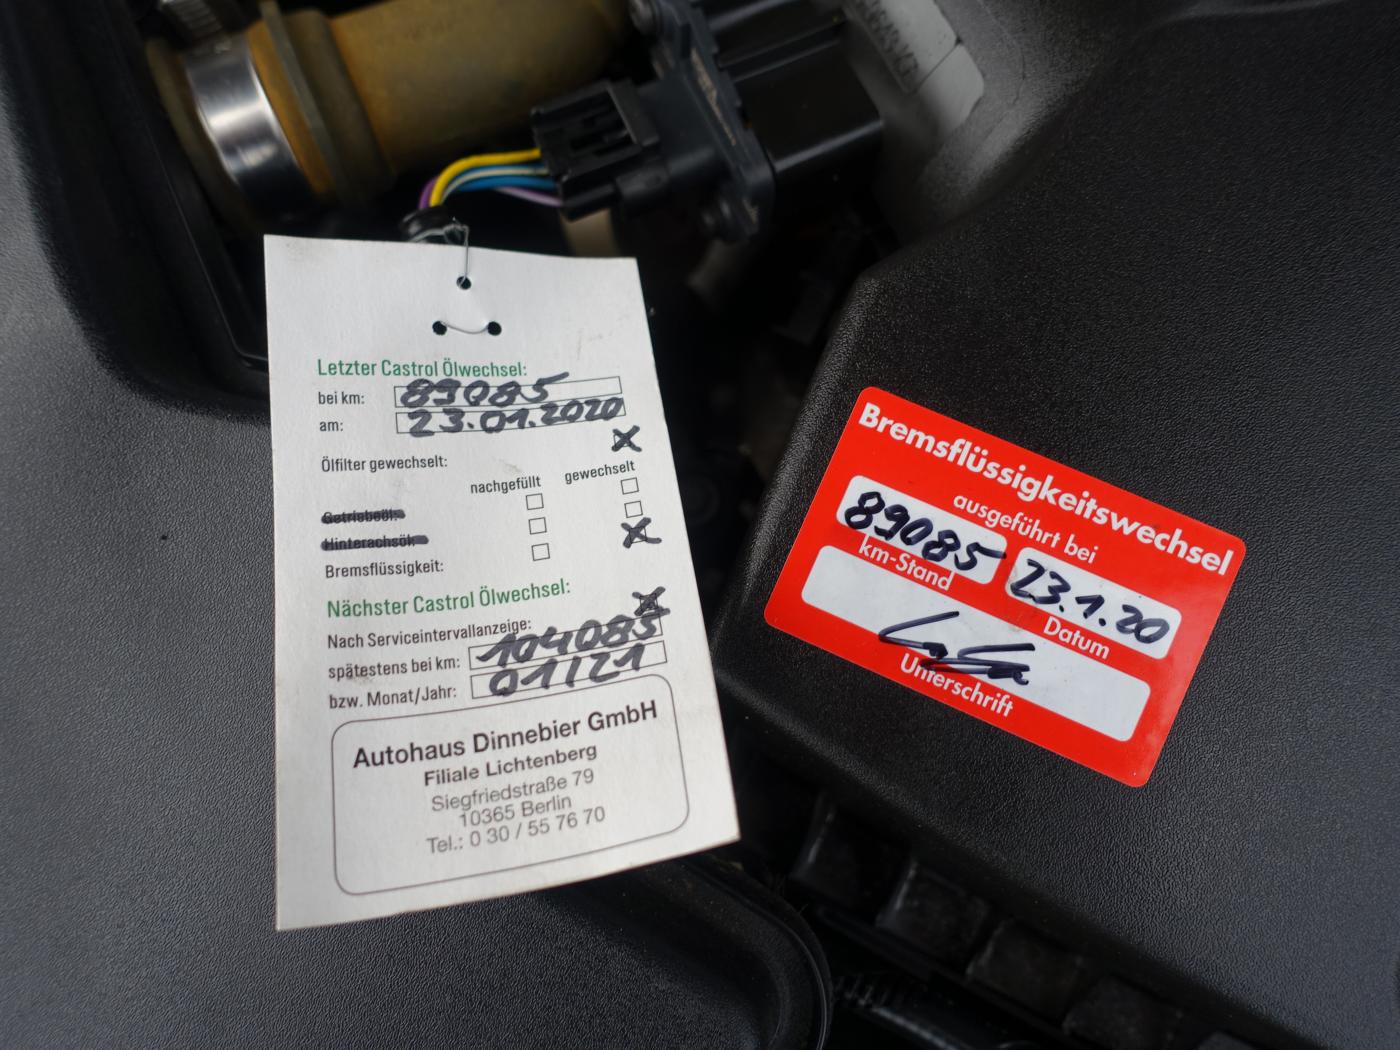 Letzter Castrol Ölwechsel:
bei km: 89085
am: 23.01.2020
Ölfilter gewechselt:
nachgefüllt gewechselt
Getriebeöl:
Hinterachsöl:
Bremsflüssigkeit:
Nächster Castrol Ölwechsel:
Nach Serviceintervallanzeige:
spätestens bei km: 104085
bzw. Monat/Jahr: 01/21
Autohaus Dinnebier GmbH
Filiale Lichtenberg
Siegfriedstraße 79
10365 Berlin
Tel.: 0 30 / 55 76 70
Bremsflüssigkeitswechsel
ausgeführt bei
89085 23.1.20
km-Stand Datum
Unterschrift